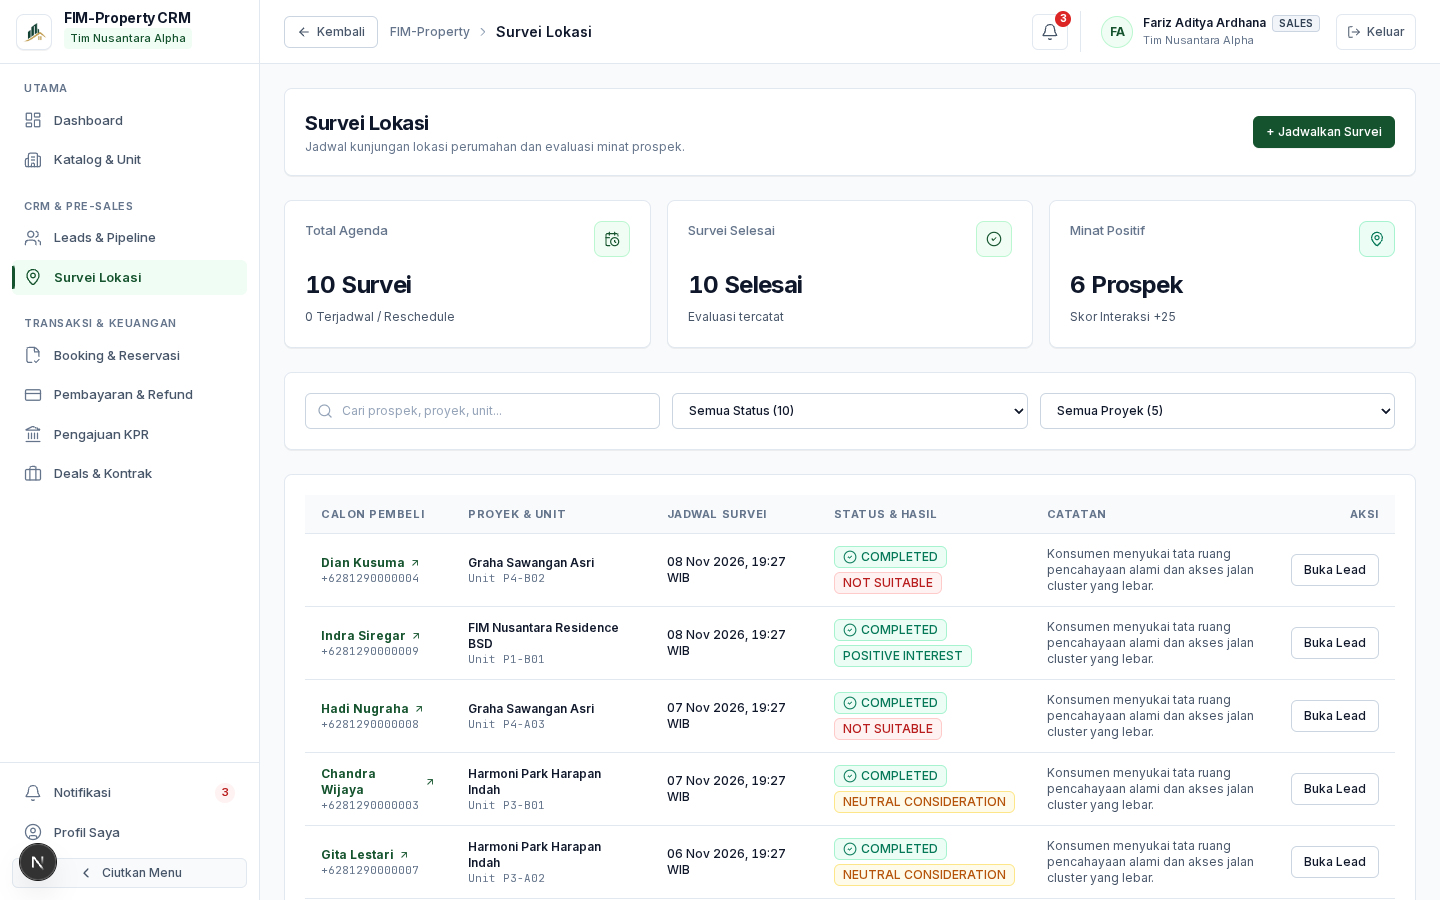 FIM-Property CRM
Tim Nusantara Alpha
UTAMA
Dashboard
Katalog & Unit
CRM & PRE-SALES
Leads & Pipeline
Survei Lokasi
TRANSAKSI & KEUANGAN
Booking & Reservasi
Pembayaran & Refund
Pengajuan KPR
Deals & Kontrak
Notifikasi 3
Profil Saya
N
Ciutkan Menu
Kembali FIM-Property Survei Lokasi
3
FA
Fariz Aditya Ardhana SALES
Tim Nusantara Alpha
Keluar
Survei Lokasi
Jadwal kunjungan lokasi perumahan dan evaluasi minat prospek.
+ Jadwalkan Survei
Total Agenda
10 Survei
0 Terjadwal / Reschedule
Survei Selesai
10 Selesai
Evaluasi tercatat
Minat Positif
6 Prospek
Skor Interaksi +25
Cari prospek, proyek, unit...
Semua Status (10)
Semua Proyek (5)
CALON PEMBELI PROYEK & UNIT JADWAL SURVEI STATUS & HASIL CATATAN AKSI
Dian Kusuma
+6281290000004
Graha Sawangan Asri
Unit P4-B02
08 Nov 2026, 19:27
WIB
COMPLETED
NOT SUITABLE
Konsumen menyukai tata ruang
pencahayaan alami dan akses jalan
cluster yang lebar.
Buka Lead
Indra Siregar
+6281290000009
FIM Nusantara Residence
BSD
Unit P1-B01
08 Nov 2026, 19:27
WIB
COMPLETED
POSITIVE INTEREST
Konsumen menyukai tata ruang
pencahayaan alami dan akses jalan
cluster yang lebar.
Buka Lead
Hadi Nugraha
+6281290000008
Graha Sawangan Asri
Unit P4-A03
07 Nov 2026, 19:27
WIB
COMPLETED
NOT SUITABLE
Konsumen menyukai tata ruang
pencahayaan alami dan akses jalan
cluster yang lebar.
Buka Lead
Chandra
Wijaya
+6281290000003
Harmoni Park Harapan
Indah
Unit P3-B01
07 Nov 2026, 19:27
WIB
COMPLETED
NEUTRAL CONSIDERATION
Konsumen menyukai tata ruang
pencahayaan alami dan akses jalan
cluster yang lebar.
Buka Lead
Gita Lestari
+6281290000007
Harmoni Park Harapan
Indah
Unit P3-A02
06 Nov 2026, 19:27
WIB
COMPLETED
NEUTRAL CONSIDERATION
Konsumen menyukai tata ruang
pencahayaan alami dan akses jalan
cluster yang lebar.
Buka Lead